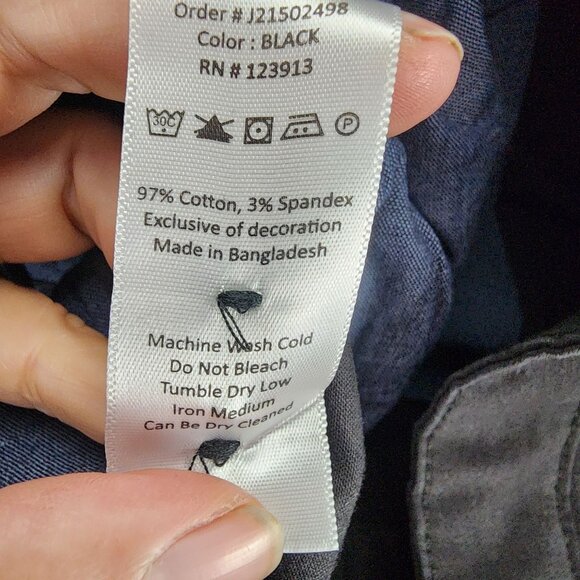 Order # J21502498
Color : BLACK
RN # 123913
30C P
97% Cotton, 3% Spandex
Exclusive of decoration
Made in Bangladesh
Machine Wash Cold
Do Not Bleach
Tumble Dry Low
Iron Medium
Can Be Dry Cleaned